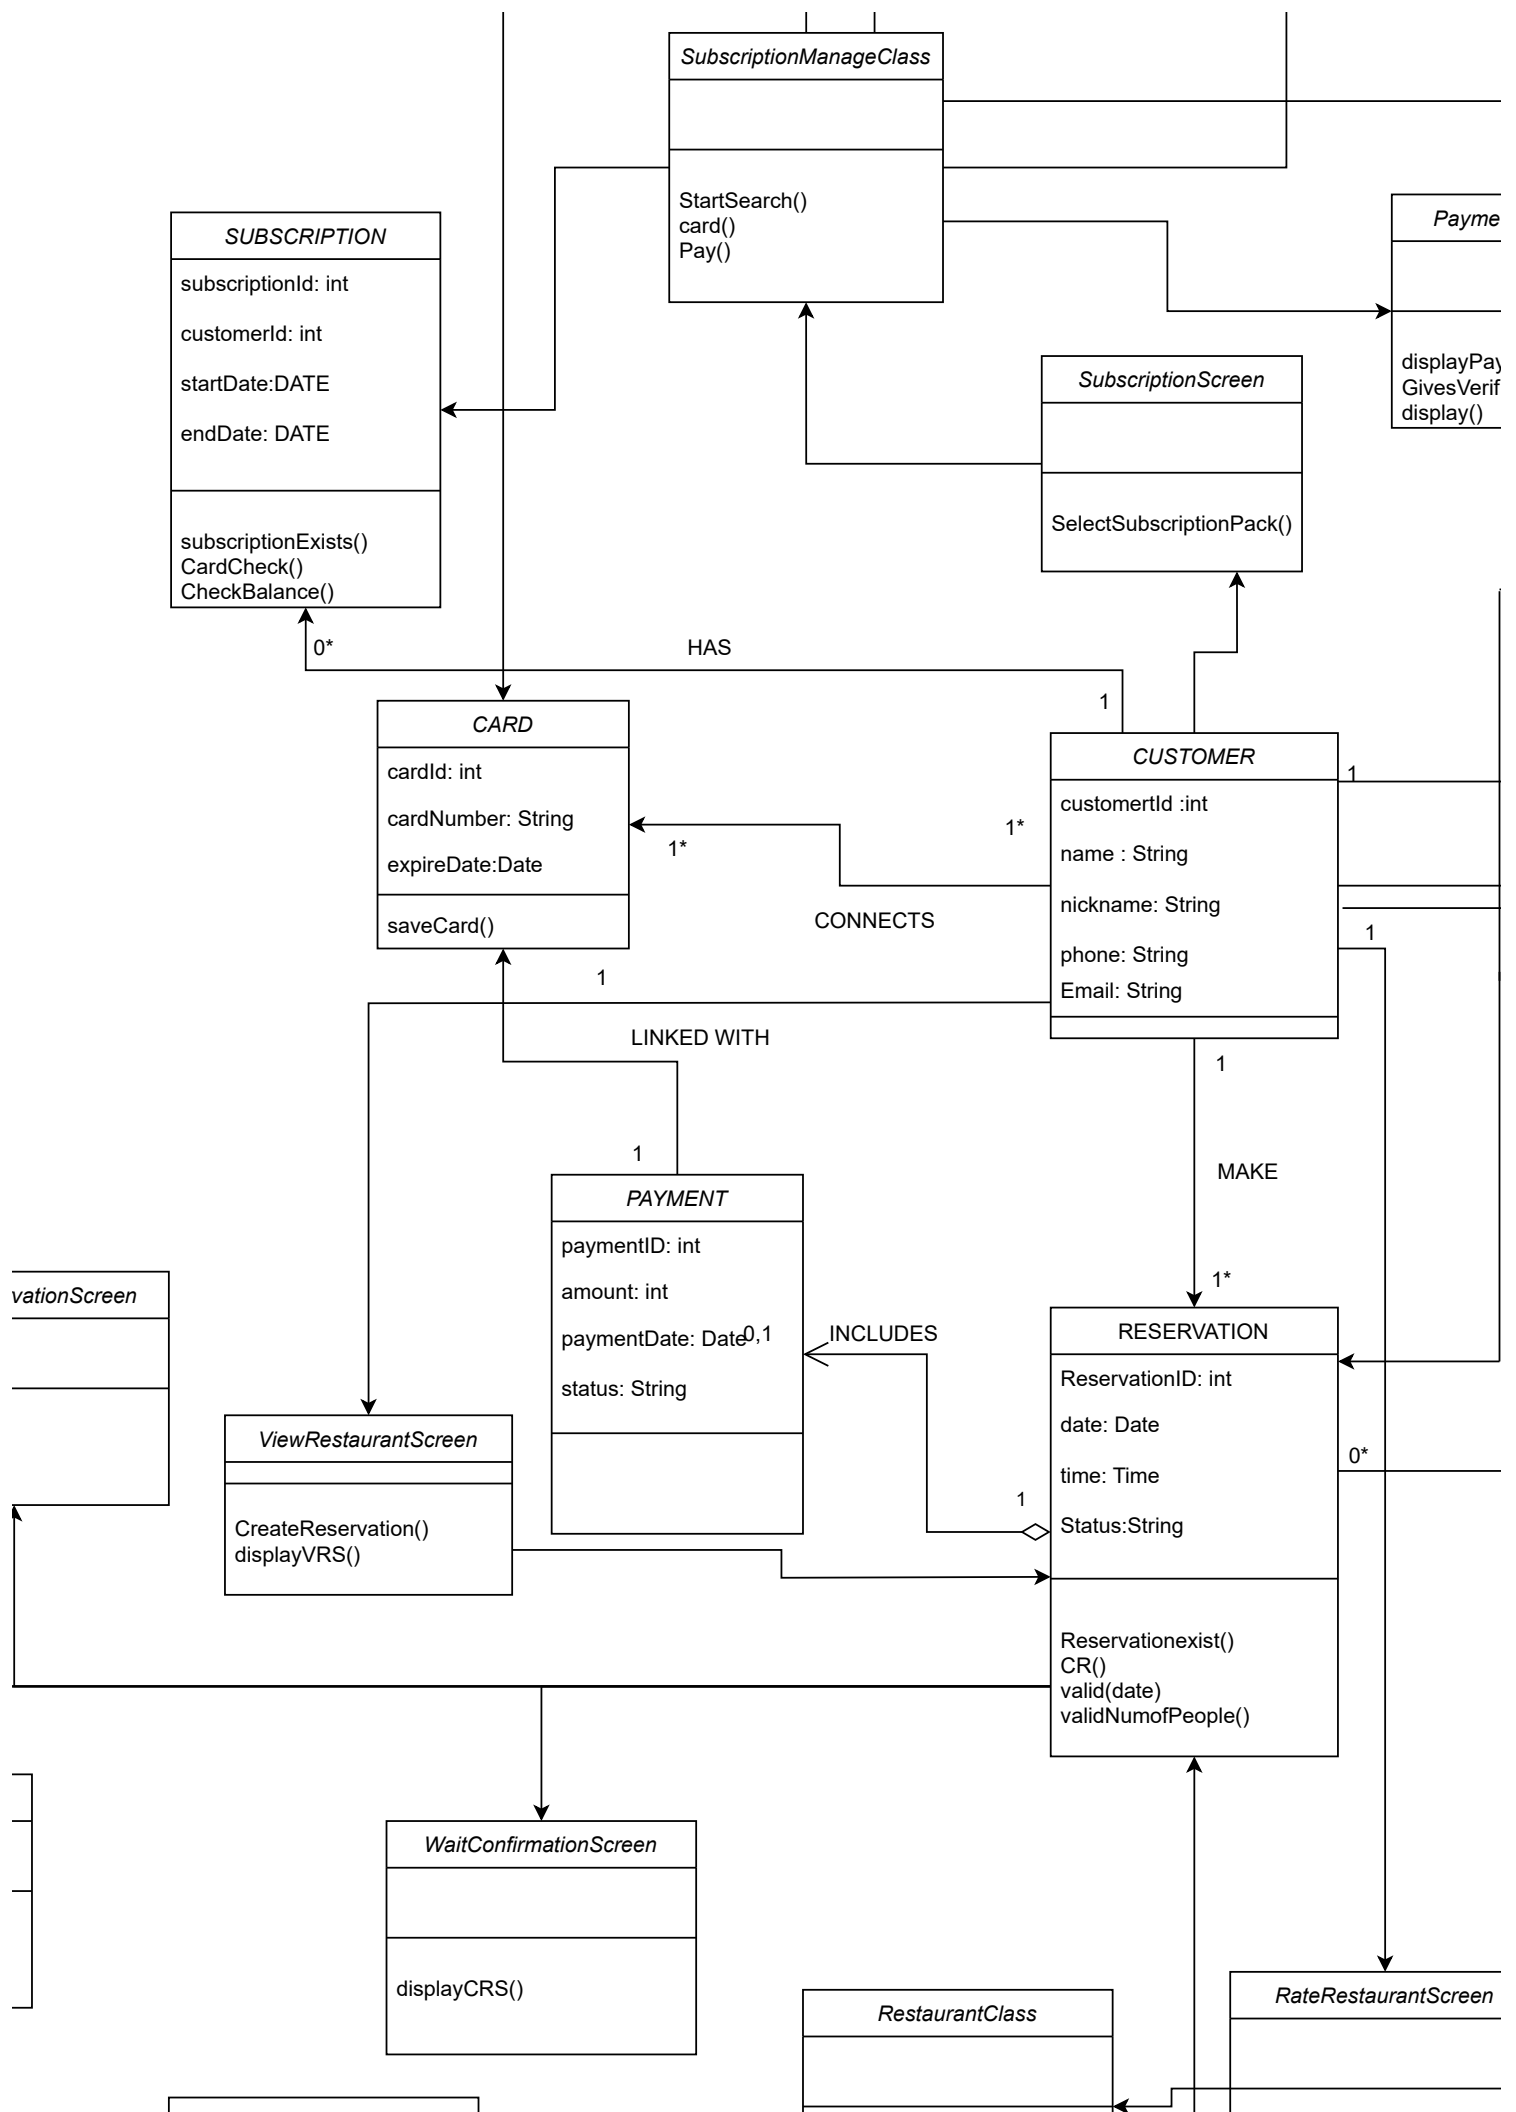 SubscriptionManageClass
StartSearch()
card()
Pay()
SUBSCRIPTION
subscriptionId: int
customerId: int
startDate:DATE
endDate: DATE
subscriptionExists()
CardCheck()
CheckBalance()
Payme
displayPay
GivesVerif
display()
SubscriptionScreen
SelectSubscriptionPack()
0*
HAS
1
CARD
cardId: int
cardNumber: String
expireDate:Date
saveCard()
1*
1*
CONNECTS
CUSTOMER
customertId :int
name : String
nickname: String
phone: String
Email: String
1
1
1
LINKED WITH
1
1
MAKE
1*
PAYMENT
paymentID: int
amount: int
paymentDate: Date
status: String
0,1
INCLUDES
1
vationScreen
RESERVATION
ReservationID: int
date: Date
time: Time
Status:String
Reservationexist()
CR()
valid(date)
validNumofPeople()
0*
ViewRestaurantScreen
CreateReservation()
displayVRS()
WaitConfirmationScreen
displayCRS()
RestaurantClass
RateRestaurantScreen